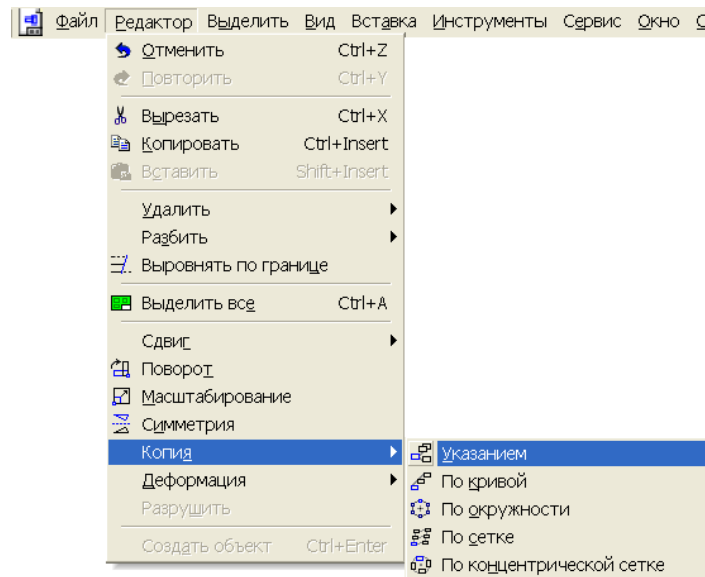 Файл Редактор Выделить Вид Вставка Инструменты Сервис Окно С
Отменить Ctrl+Z
Повторить Ctrl+Y
Вырезать Ctrl+X
Копировать Ctrl+Insert
Вставить Shift+Insert
Удалить
Разбить
Выровнять по границе
Выделить все Ctrl+A
Сдвиг
Поворот
Масштабирование
Симметрия
Копия
Указанием
Деформация
По кривой
Разрушить
По окружности
Создать объект Ctrl+Enter
По сетке
По концентрической сетке